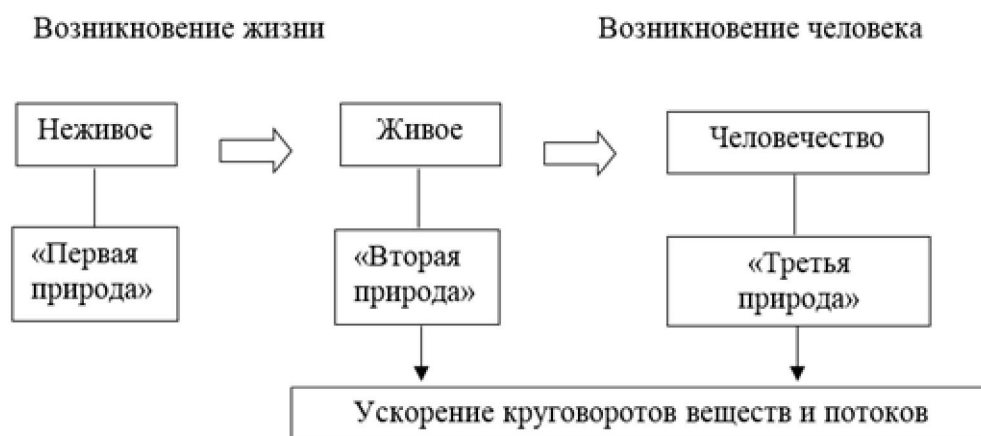 Возникновение жизни
Возникновение человека
Неживое
Живое
Человечество
«Первая
природа»
«Вторая
природа»
«Третья
природа»
Ускорение круговоротов веществ и потоков